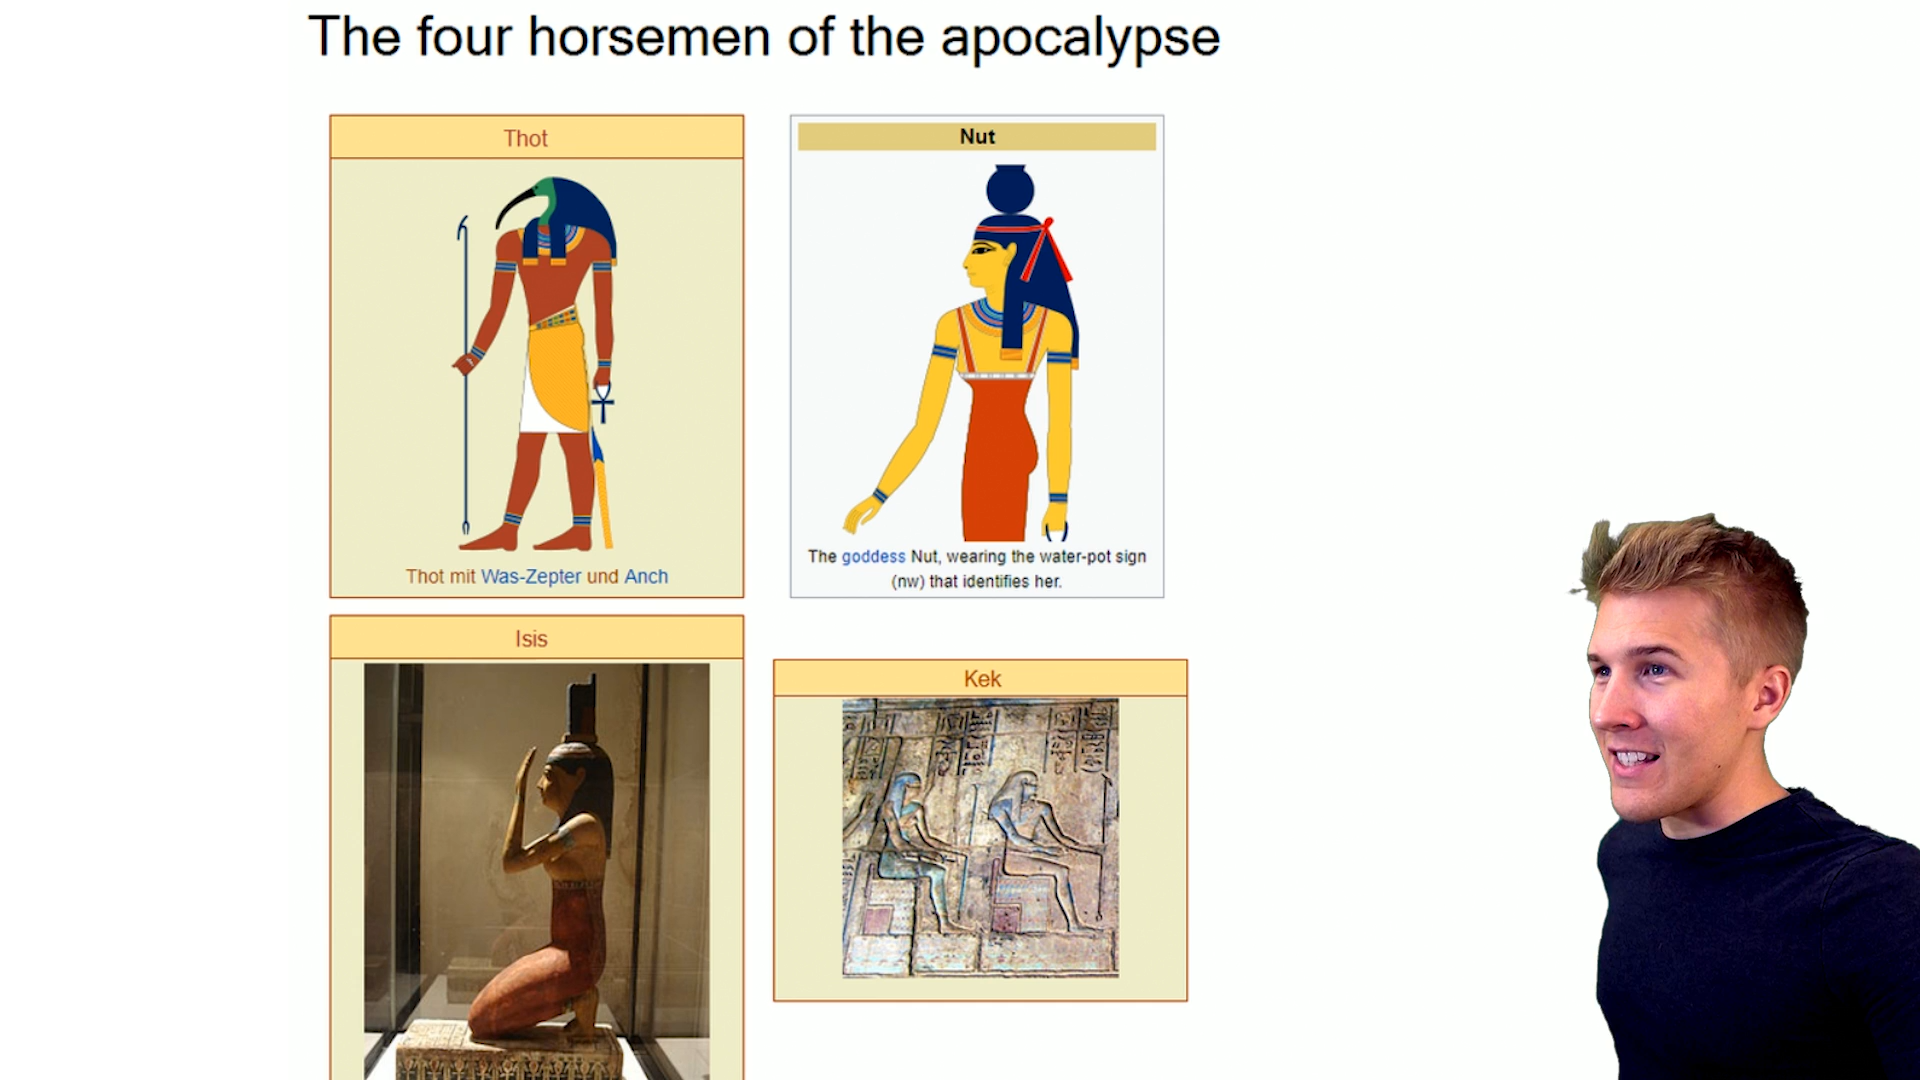 The four horsemen of the apocalypse
Thot
Thot mit Was-Zepter und Anch
Nut
The goddess Nut, wearing the water-pot sign
(nw) that identifies her.
Isis
Kek